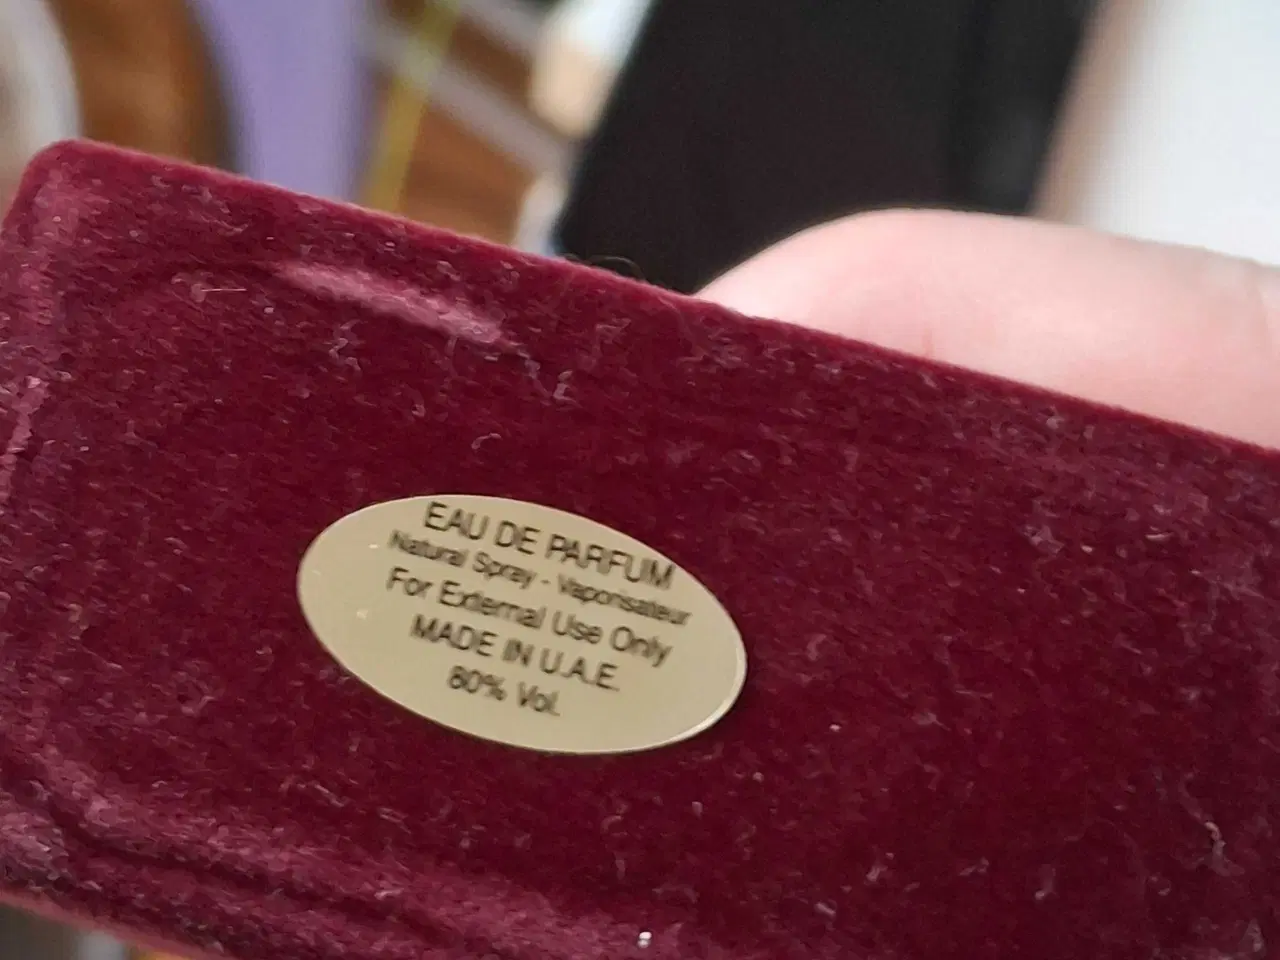 EAU DE PARFUM
Natural Spray - Vaporisateur
For External Use Only
MADE IN U.A.E.
80% Vol.